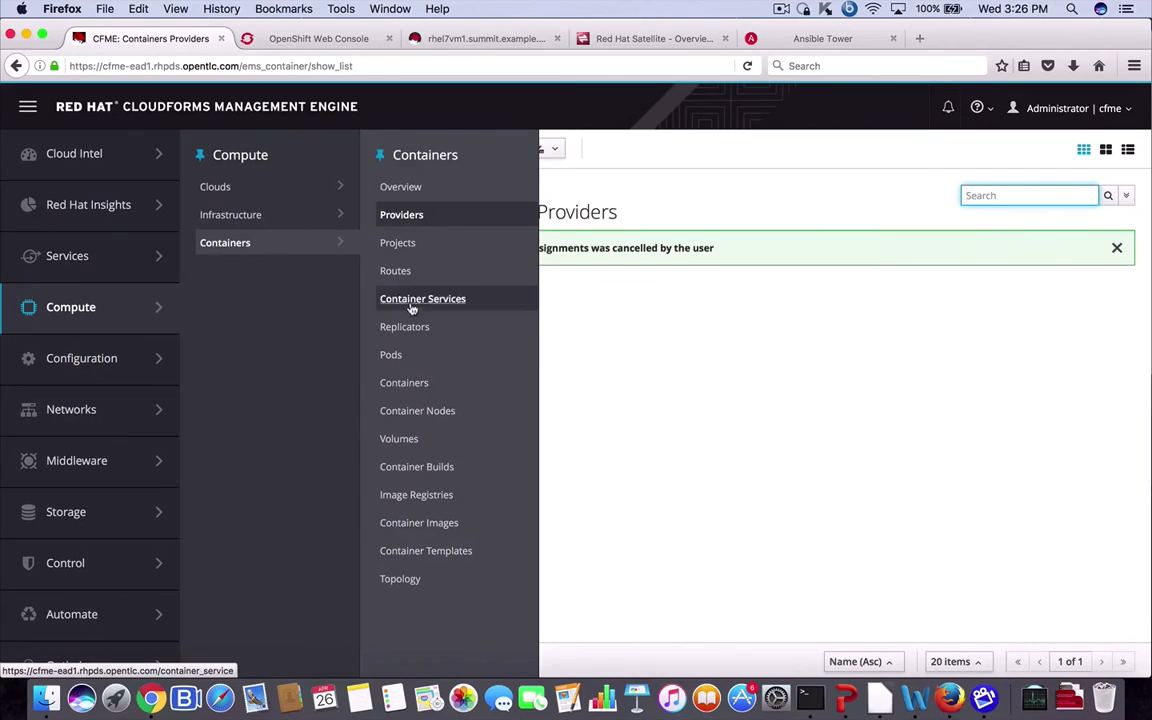 Firefox File Edit View History Bookmarks Tools Window Help 100% Wed 3:26 PM
CFME: Containers Providers OpenShift Web Console rhel7vm1.summit.example.... Red Hat Satellite - Overvie... Ansible Tower
https://cfme-ead1.rhpds.opentlc.com/ems_container/show_list Search
RED HAT® CLOUDFORMS MANAGEMENT ENGINE Administrator | cfme
Cloud Intel
Red Hat Insights
Services
Compute
Configuration
Networks
Middleware
Storage
Control
Automate
Compute
Clouds
Infrastructure
Containers
Containers
Overview
Providers
Projects
Routes
Container Services
Replicators
Pods
Containers
Container Nodes
Volumes
Container Builds
Image Registries
Container Images
Container Templates
Topology
Search
Providers
signments was cancelled by the user
Name (Asc) 20 items 1 of 1
https://cfme-ead1.rhpds.opentlc.com/container_service
APR
26
6